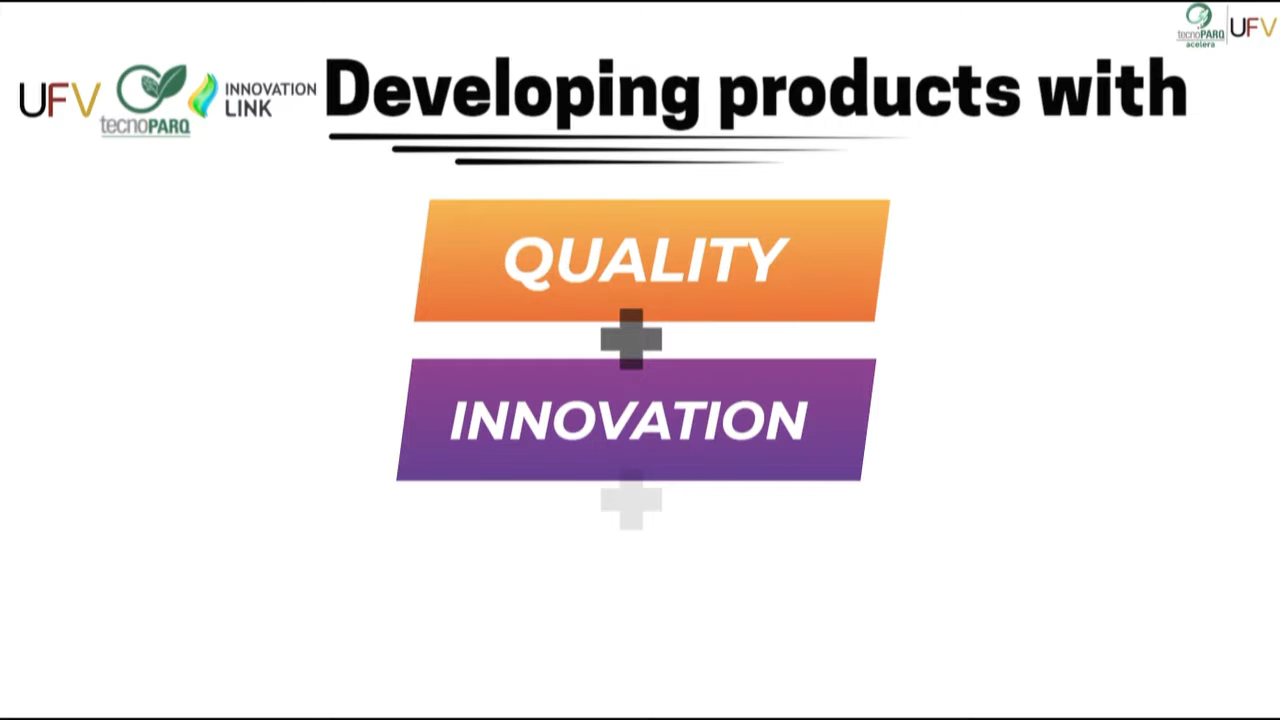 tecnoPARQ
acelera
UFV
UFV
tecnoPARQ
INNOVATION
LINK
Developing products with
QUALITY
INNOVATION